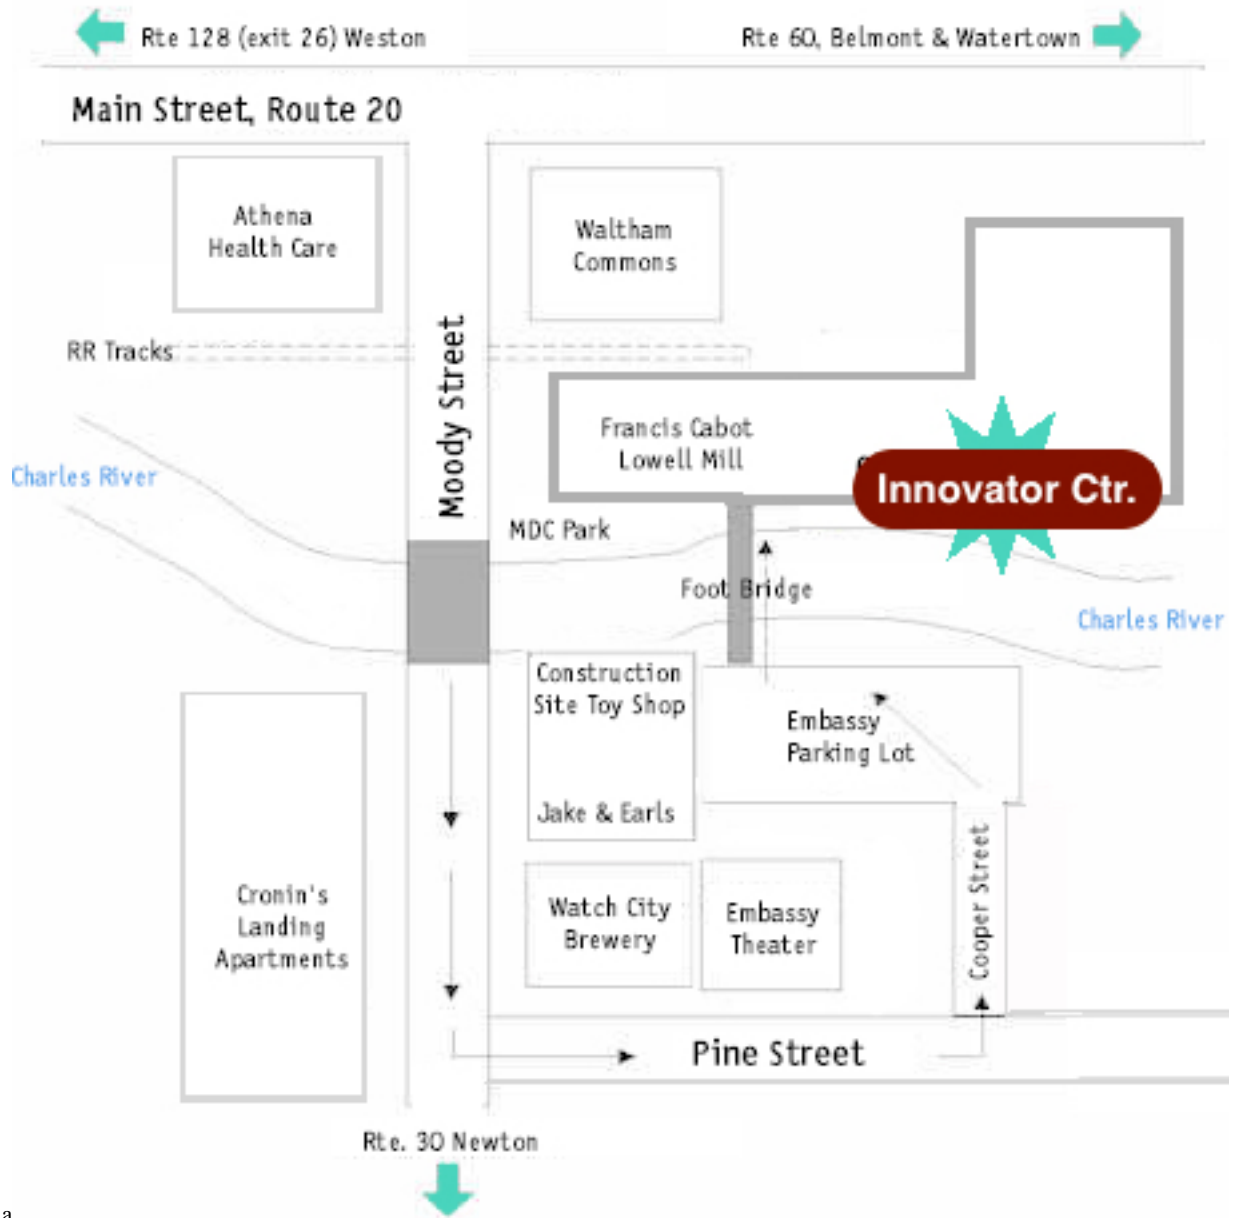 Rte 128 (exit 26) Weston
Rte 60, Belmont & Watertown
Main Street, Route 20
Athena
Health Care
Waltham
Commons
RR Tracks
Moody Street
Francis Cabot
Lowell Mill
Charles River
Innovator Ctr.
MDC Park
Foot Bridge
Charles River
Construction
Site Toy Shop
Embassy
Parking Lot
Jake & Earls
Cooper Street
Cronin's
Landing
Apartments
Watch City
Brewery
Embassy
Theater
Pine Street
Rte. 30 Newton
a